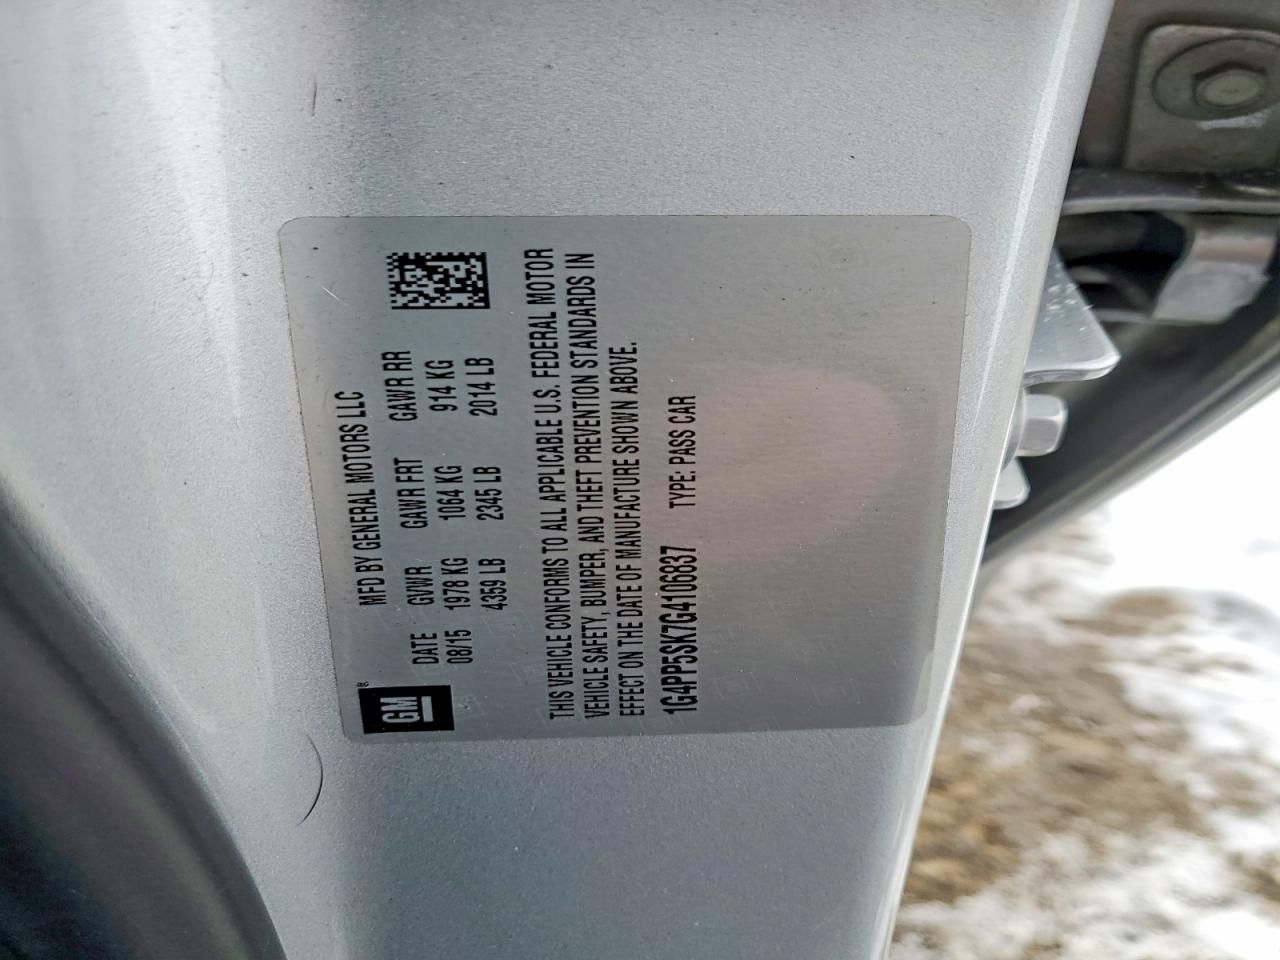 GM®
MFD BY GENERAL MOTORS LLC
DATE GVWR GAWR FRT GAWR RR
08/15 1978 KG 1064 KG 914 KG
4359 LB 2345 LB 2014 LB
THIS VEHICLE CONFORMS TO ALL APPLICABLE U.S. FEDERAL MOTOR
VEHICLE SAFETY, BUMPER, AND THEFT PREVENTION STANDARDS IN
EFFECT ON THE DATE OF MANUFACTURE SHOWN ABOVE.
1G4PP5SK7G4106837 TYPE: PASS CAR